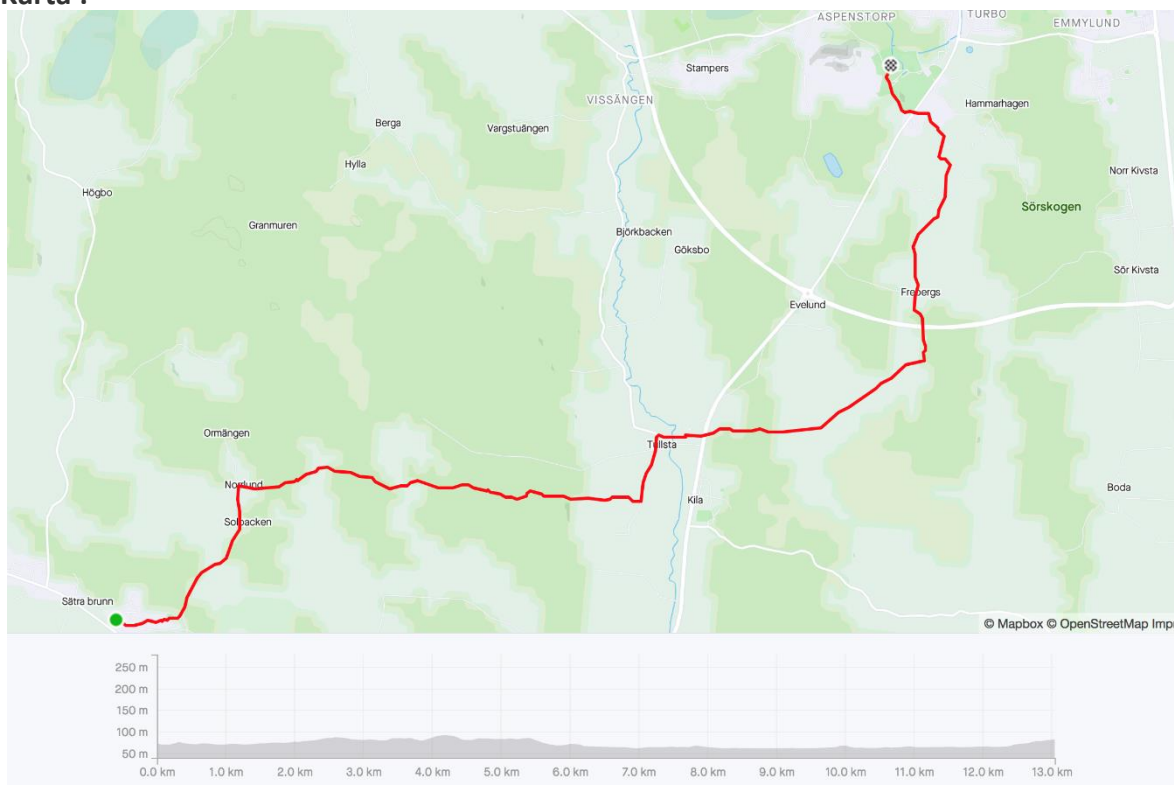 Karta :
ASPENSTORP
TURBO
EMMYLUND
Stampers
VISSÄNGEN
Hammarhagen
Berga
Vargstuängen
Hylla
Norr Kivsta
Högbo
Sörskogen
Granmuren
Björkbacken
Göksbo
Sör Kivsta
Evelund
Frebergs
Ormängen
Tullsta
Norrlund
Boda
Kila
Solbacken
Sätra brunn
© Mapbox © OpenStreetMap Impr
250 m
200 m
150 m
100 m
50 m
0.0 km 1.0 km 2.0 km 3.0 km 4.0 km 5.0 km 6.0 km 7.0 km 8.0 km 9.0 km 10.0 km 11.0 km 12.0 km 13.0 km